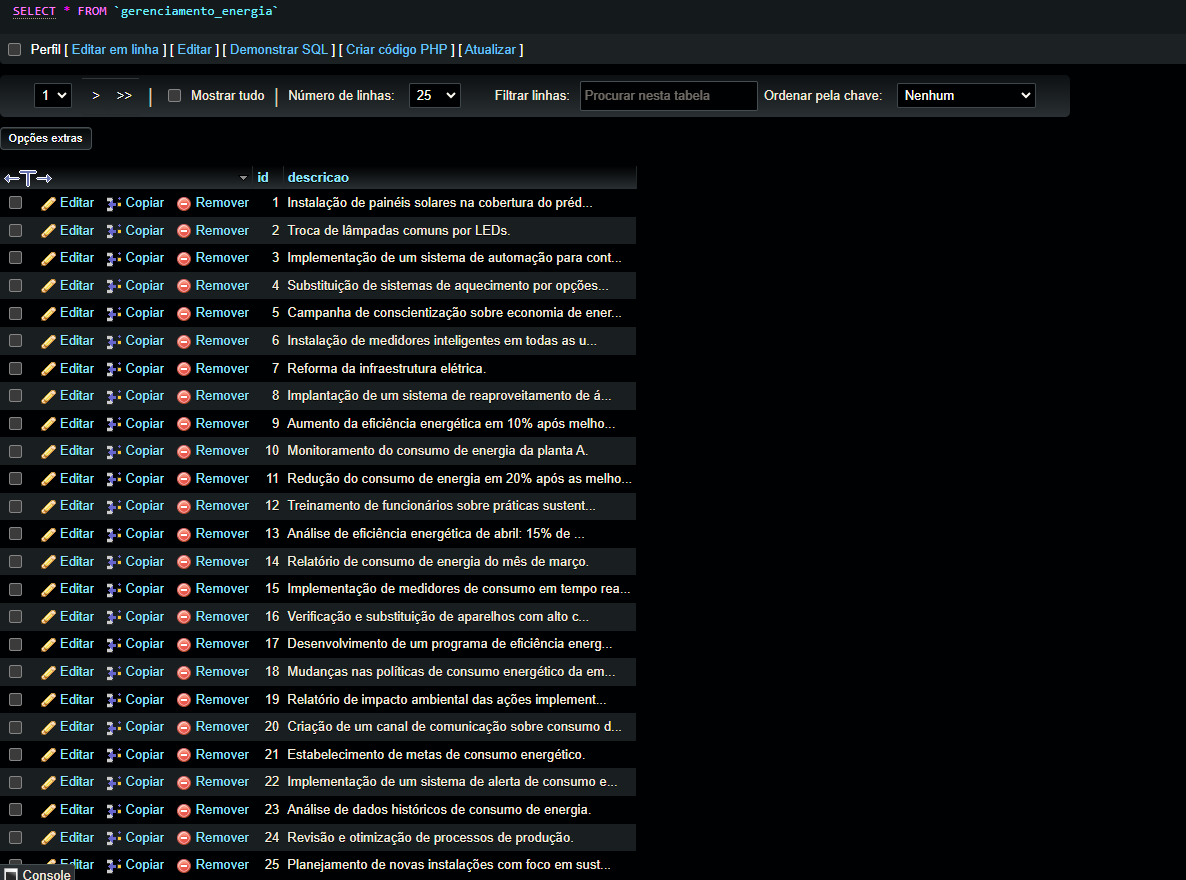 SELECT * FROM `gerenciamento_energia`
Perfil [ Editar em linha ] [ Editar ] [ Demonstrar SQL ] [ Criar código PHP ] [ Atualizar ]
1 > >> | Mostrar tudo | Número de linhas: 25 Filtrar linhas: Procurar nesta tabela Ordenar pela chave: Nenhum
Opções extras
←T→ id descricao
Editar Copiar Remover 1 Instalação de painéis solares na cobertura do préd...
Editar Copiar Remover 2 Troca de lâmpadas comuns por LEDs.
Editar Copiar Remover 3 Implementação de um sistema de automação para cont...
Editar Copiar Remover 4 Substituição de sistemas de aquecimento por opções...
Editar Copiar Remover 5 Campanha de conscientização sobre economia de ener...
Editar Copiar Remover 6 Instalação de medidores inteligentes em todas as u...
Editar Copiar Remover 7 Reforma da infraestrutura elétrica.
Editar Copiar Remover 8 Implantação de um sistema de reaproveitamento de á...
Editar Copiar Remover 9 Aumento da eficiência energética em 10% após melho...
Editar Copiar Remover 10 Monitoramento do consumo de energia da planta A.
Editar Copiar Remover 11 Redução do consumo de energia em 20% após as melho...
Editar Copiar Remover 12 Treinamento de funcionários sobre práticas sustent...
Editar Copiar Remover 13 Análise de eficiência energética de abril: 15% de ...
Editar Copiar Remover 14 Relatório de consumo de energia do mês de março.
Editar Copiar Remover 15 Implementação de medidores de consumo em tempo rea...
Editar Copiar Remover 16 Verificação e substituição de aparelhos com alto c...
Editar Copiar Remover 17 Desenvolvimento de um programa de eficiência energ...
Editar Copiar Remover 18 Mudanças nas políticas de consumo energético da em...
Editar Copiar Remover 19 Relatório de impacto ambiental das ações implement...
Editar Copiar Remover 20 Criação de um canal de comunicação sobre consumo d...
Editar Copiar Remover 21 Estabelecimento de metas de consumo energético.
Editar Copiar Remover 22 Implementação de um sistema de alerta de consumo e...
Editar Copiar Remover 23 Análise de dados históricos de consumo de energia.
Editar Copiar Remover 24 Revisão e otimização de processos de produção.
Editar Copiar Remover 25 Planejamento de novas instalações com foco em sust...
Console